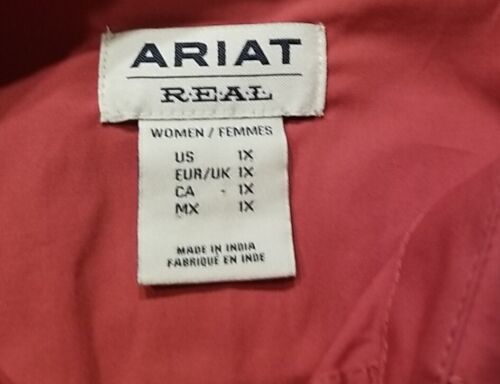 ARIAT
REAL
WOMEN / FEMMES
US 1X
EUR/UK 1X
CA - 1X
MX 1X
MADE IN INDIA
FABRIQUÉ EN INDE